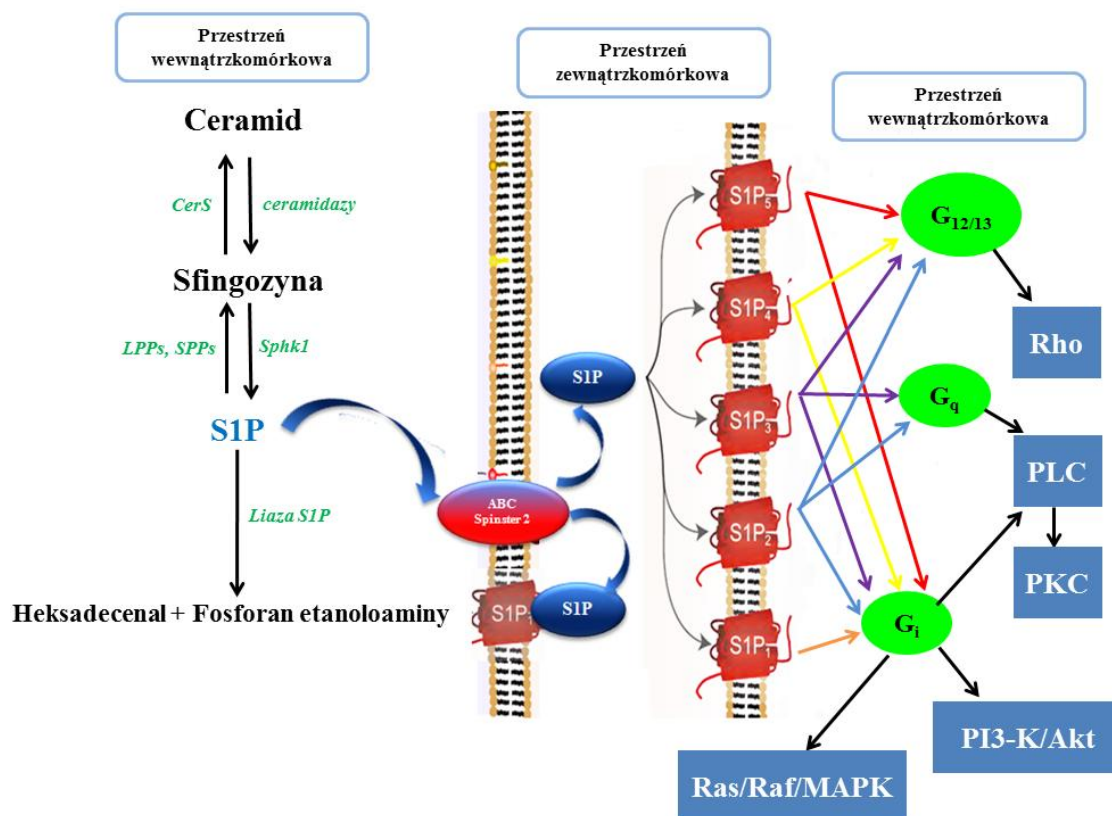 Przestrzeń
wewnątrzkomórkowa
Przestrzeń
zewnątrzkomórkowa
Przestrzeń
wewnątrzkomórkowa
Ceramid
CerS
ceramidazy
Sfingozyna
LPPs, SPPs
Sphk1
S1P
Liaza S1P
Heksadecenal + Fosforan etanoloaminy
ABC
Spinster 2
S1P
S1P
S1P
S1P₅
S1P₄
S1P₃
S1P₂
S1P₁
G₁₂/₁₃
Rho
Gq
PLC
PKC
Gi
PI3-K/Akt
Ras/Raf/MAPK